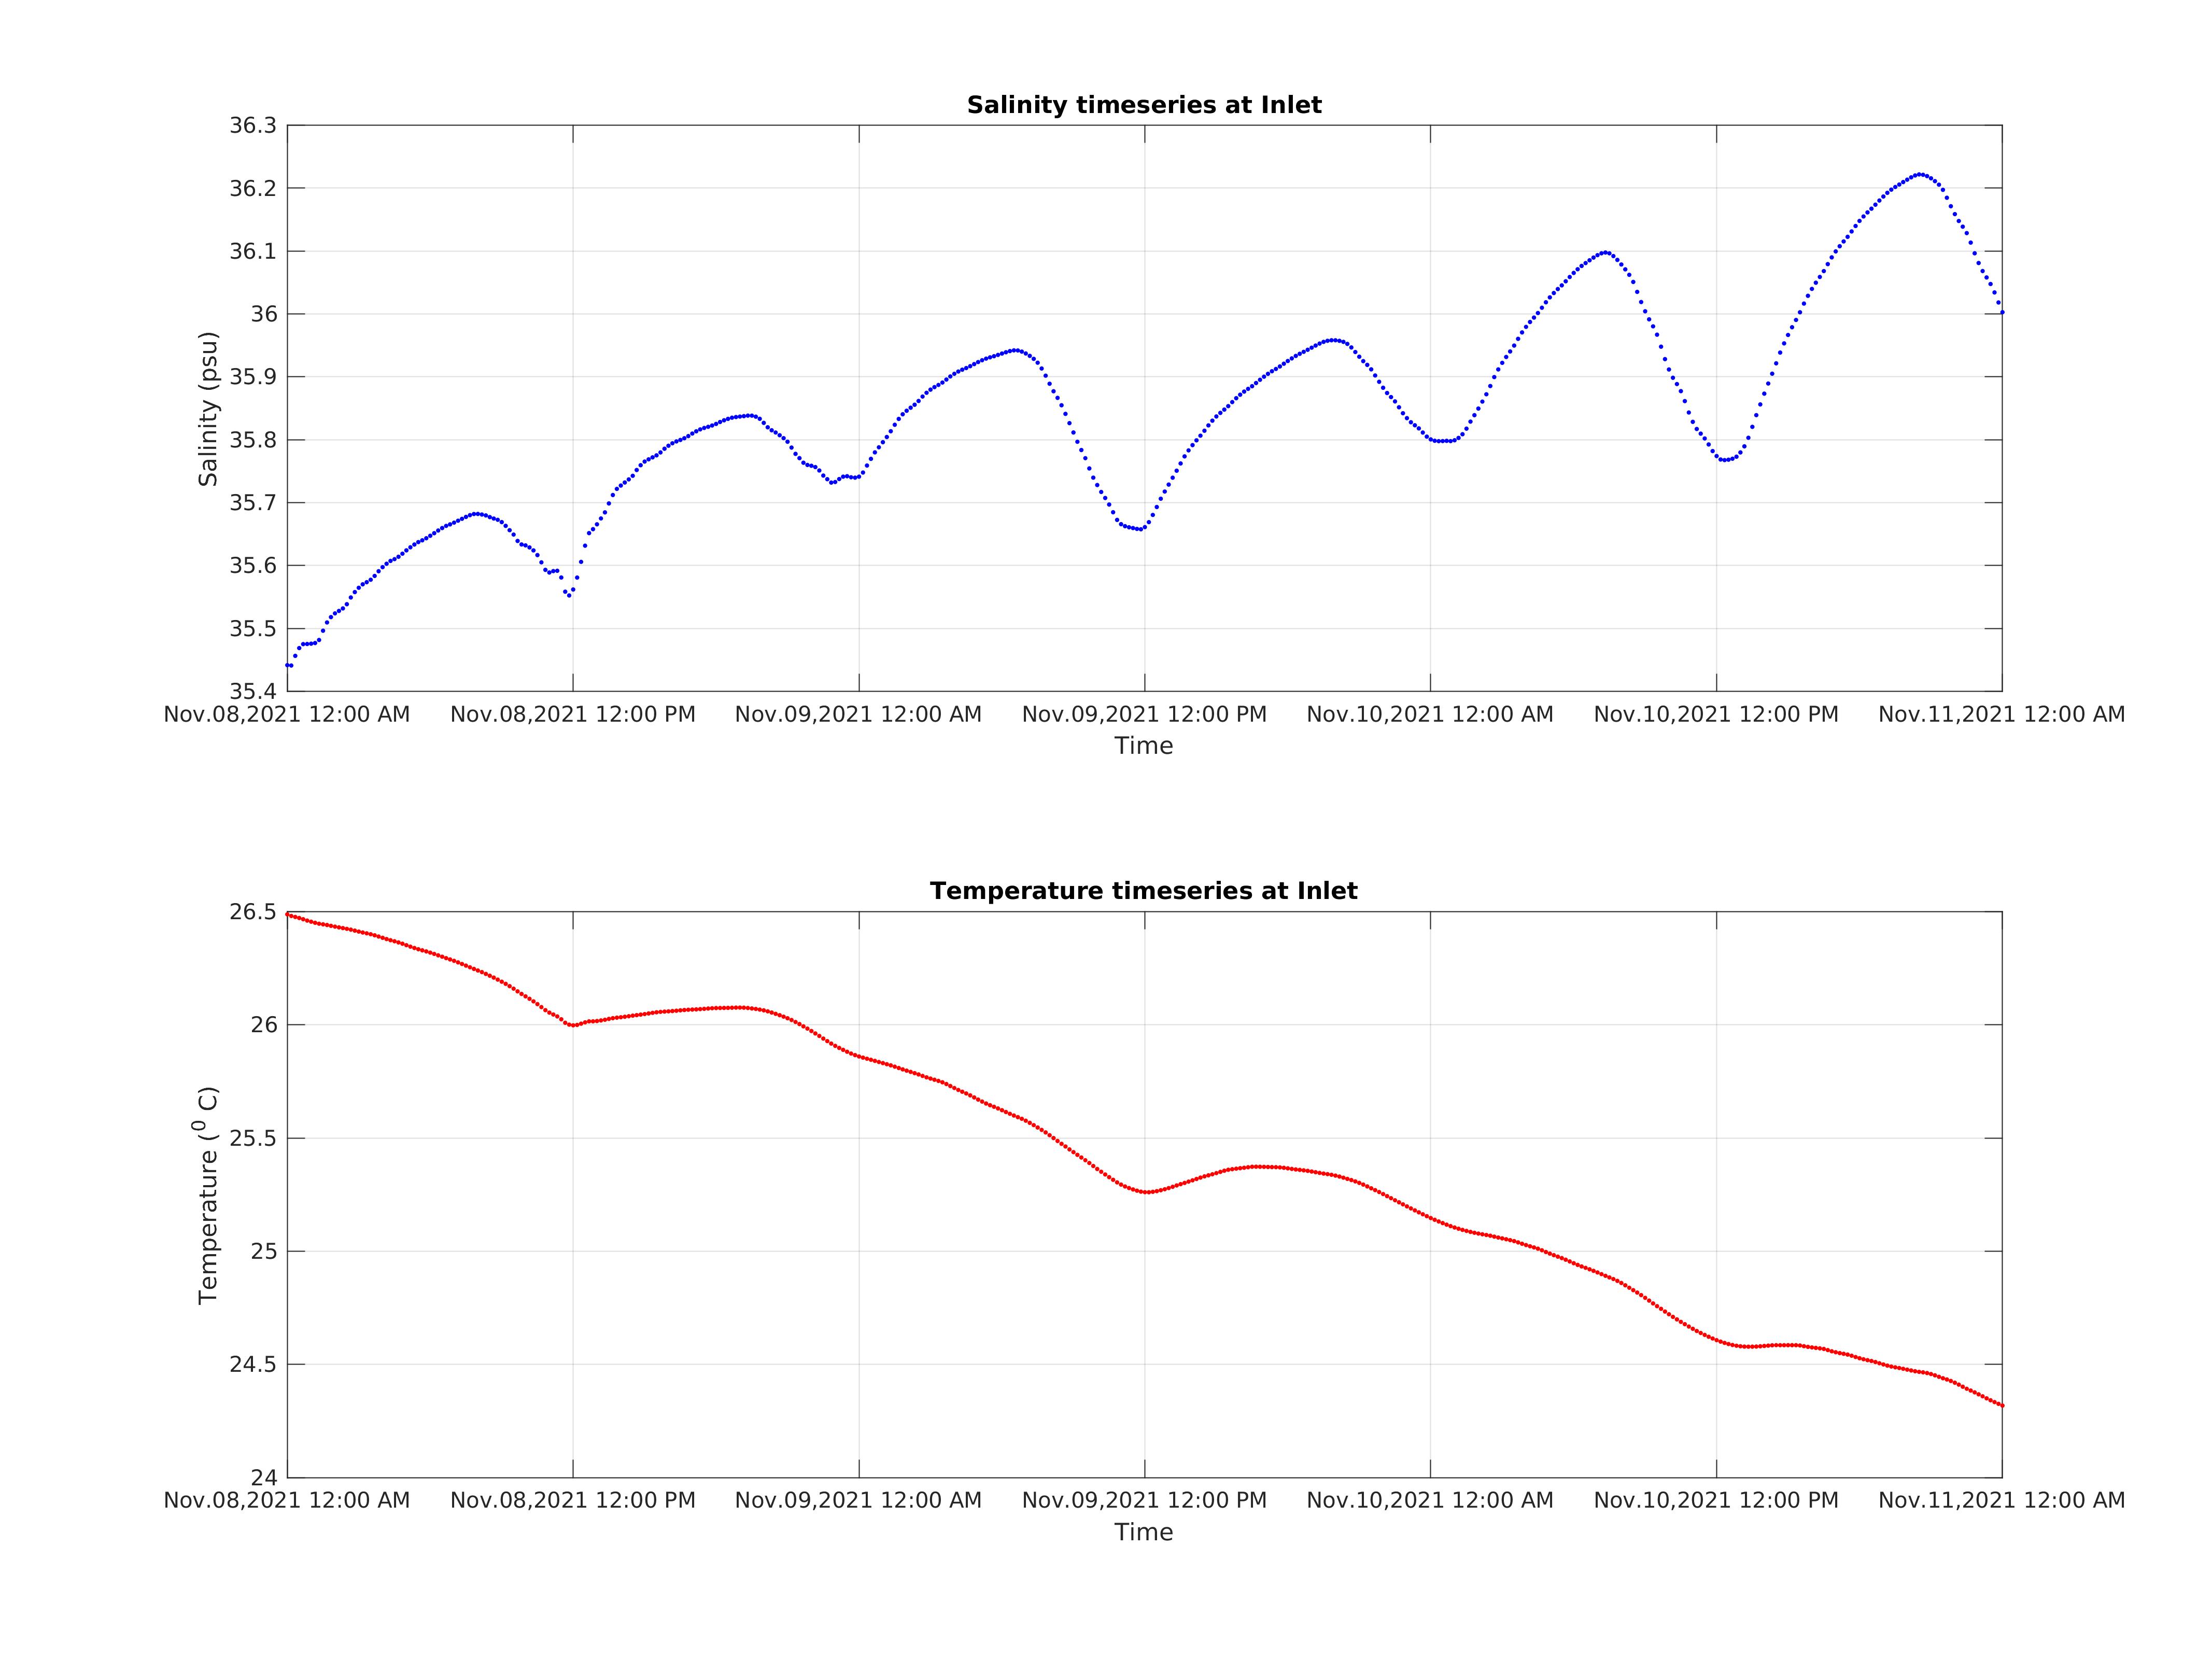 Salinity timeseries at Inlet
36.3
36.2
36.1
36
35.9
35.8
35.7
35.6
35.5
35.4
Salinity (psu)
Nov.08,2021 12:00 AM Nov.08,2021 12:00 PM Nov.09,2021 12:00 AM Nov.09,2021 12:00 PM Nov.10,2021 12:00 AM Nov.10,2021 12:00 PM Nov.11,2021 12:00 AM
Time
Temperature timeseries at Inlet
26.5
26
25.5
25
24.5
24
Temperature (⁰ C)
Nov.08,2021 12:00 AM Nov.08,2021 12:00 PM Nov.09,2021 12:00 AM Nov.09,2021 12:00 PM Nov.10,2021 12:00 AM Nov.10,2021 12:00 PM Nov.11,2021 12:00 AM
Time